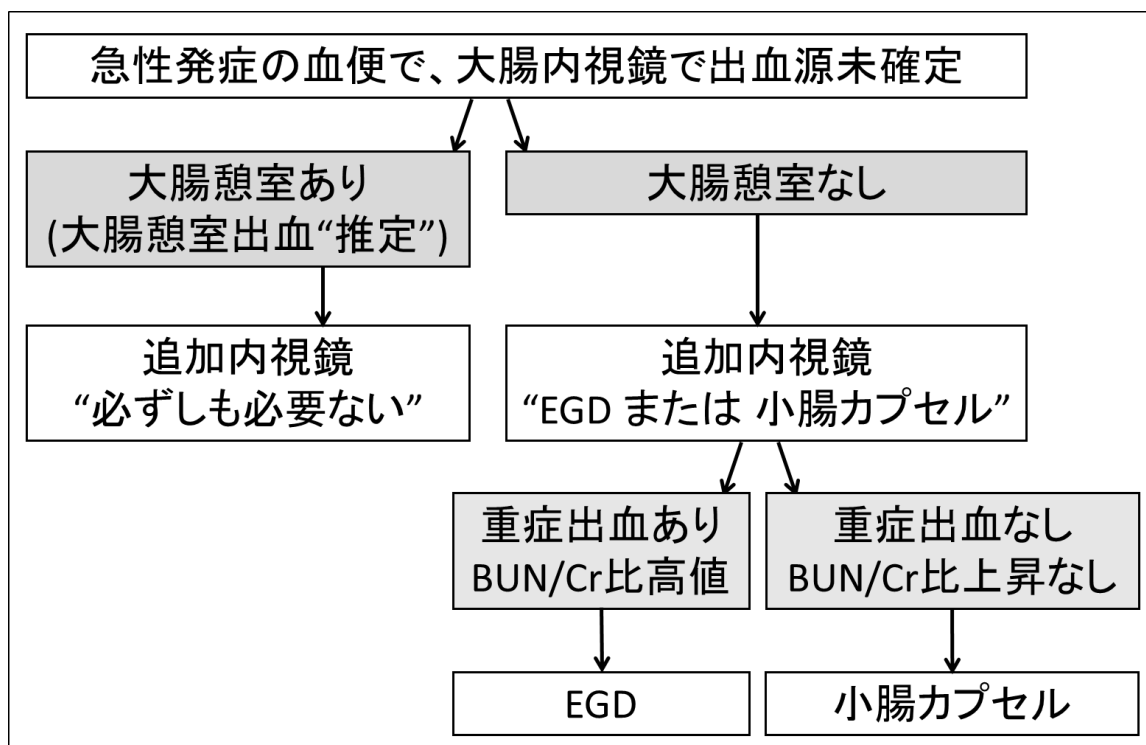 急性発症の血便で、大腸内視鏡で出血源未確定
大腸憩室あり
(大腸憩室出血“推定”)
大腸憩室なし
追加内視鏡
“必ずしも必要ない”
追加内視鏡
“EGD または 小腸カプセル”
重症出血あり
BUN/Cr比高値
重症出血なし
BUN/Cr比上昇なし
EGD
小腸カプセル